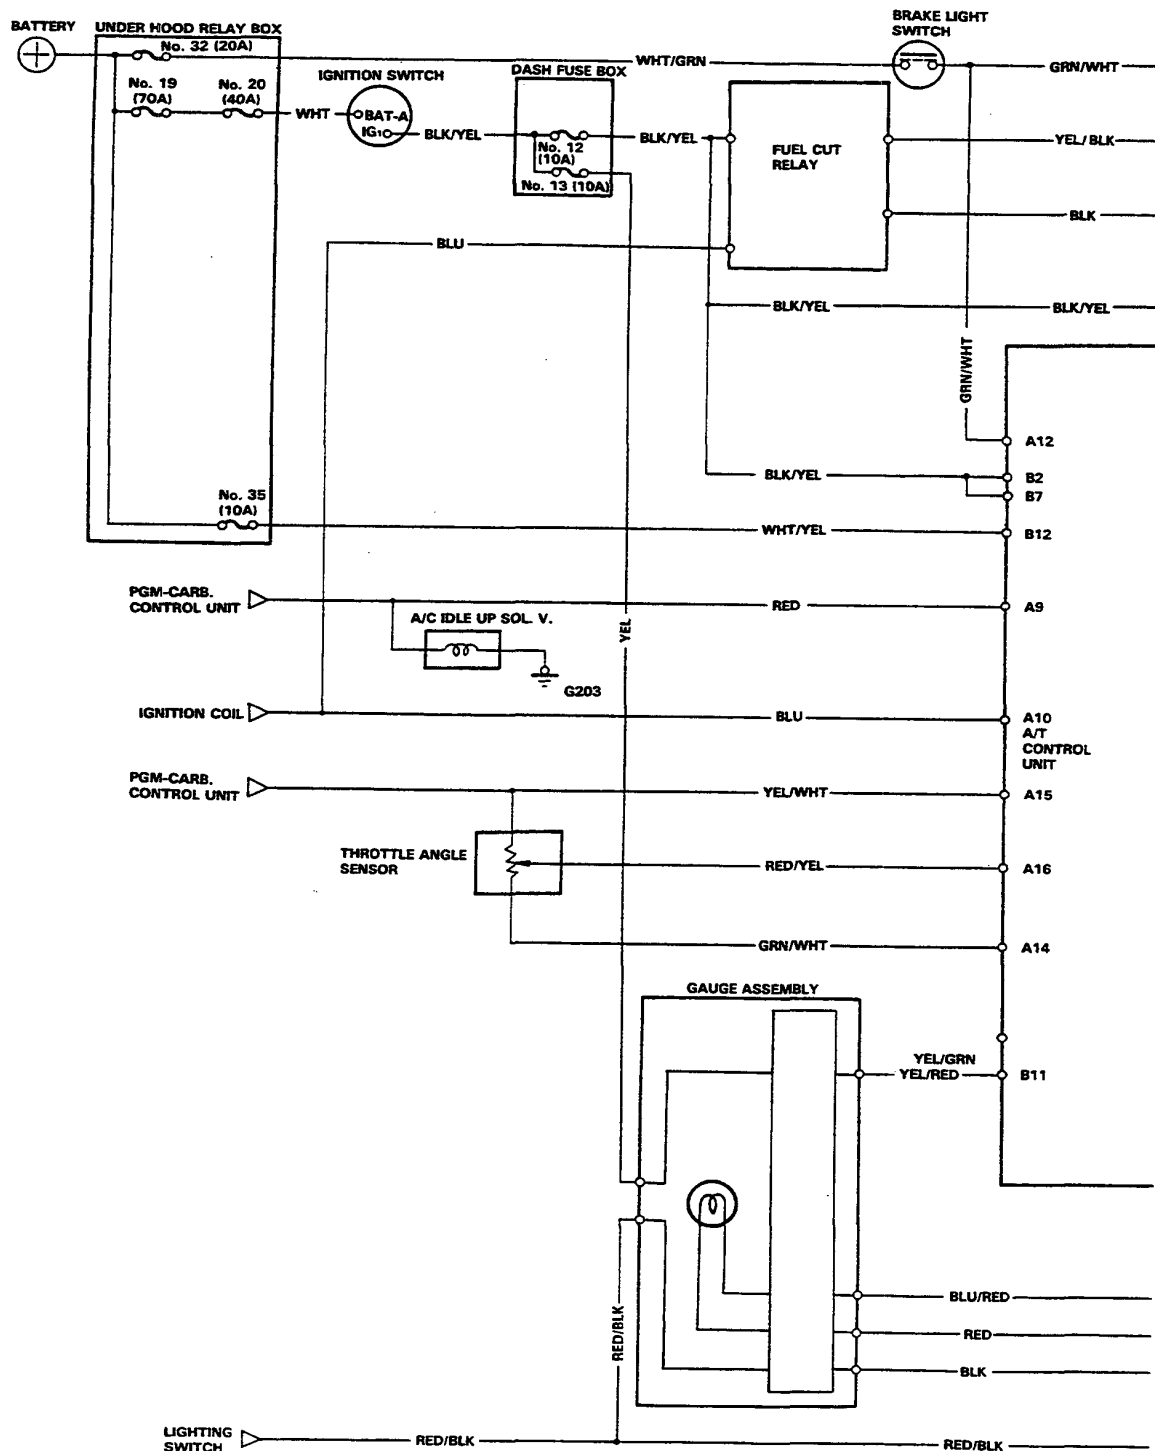 BATTERY
UNDER HOOD RELAY BOX
No. 32 (20A)
No. 19
(70A)
No. 20
(40A)
WHT
IGNITION SWITCH
BAT-A
IG1
BLK/YEL
DASH FUSE BOX
No. 12
(10A)
No. 13 (10A)
WHT/GRN
BRAKE LIGHT
SWITCH
GRN/WHT
BLK/YEL
FUEL CUT
RELAY
YEL/BLK
BLK
BLU
BLK/YEL
BLK/YEL
GRN/WHT
A12
BLK/YEL
B2
B7
No. 35
(10A)
WHT/YEL
B12
PGM-CARB.
CONTROL UNIT
RED
A9
A/C IDLE UP SOL. V.
G203
YEL
IGNITION COIL
BLU
A10
A/T
CONTROL
UNIT
PGM-CARB.
CONTROL UNIT
YEL/WHT
A15
THROTTLE ANGLE
SENSOR
RED/YEL
A16
GRN/WHT
A14
GAUGE ASSEMBLY
YEL/GRN
YEL/RED
B11
BLU/RED
RED
BLK
RED/BLK
LIGHTING
SWITCH
RED/BLK
RED/BLK